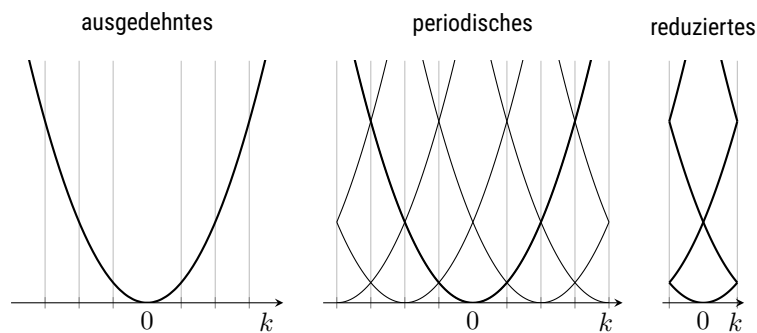 ausgedehntes
periodisches
reduziertes
0
k
0
k
0
k